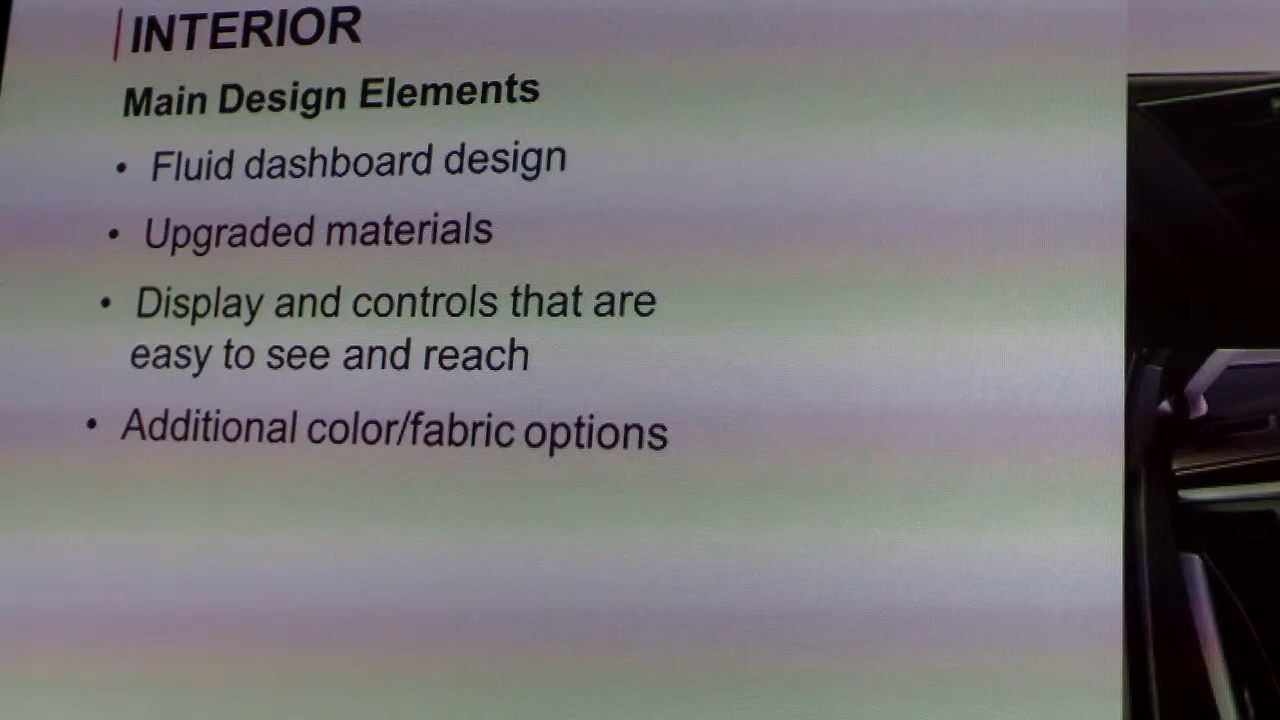 INTERIOR
Main Design Elements
• Fluid dashboard design
• Upgraded materials
• Display and controls that are
easy to see and reach
• Additional color/fabric options